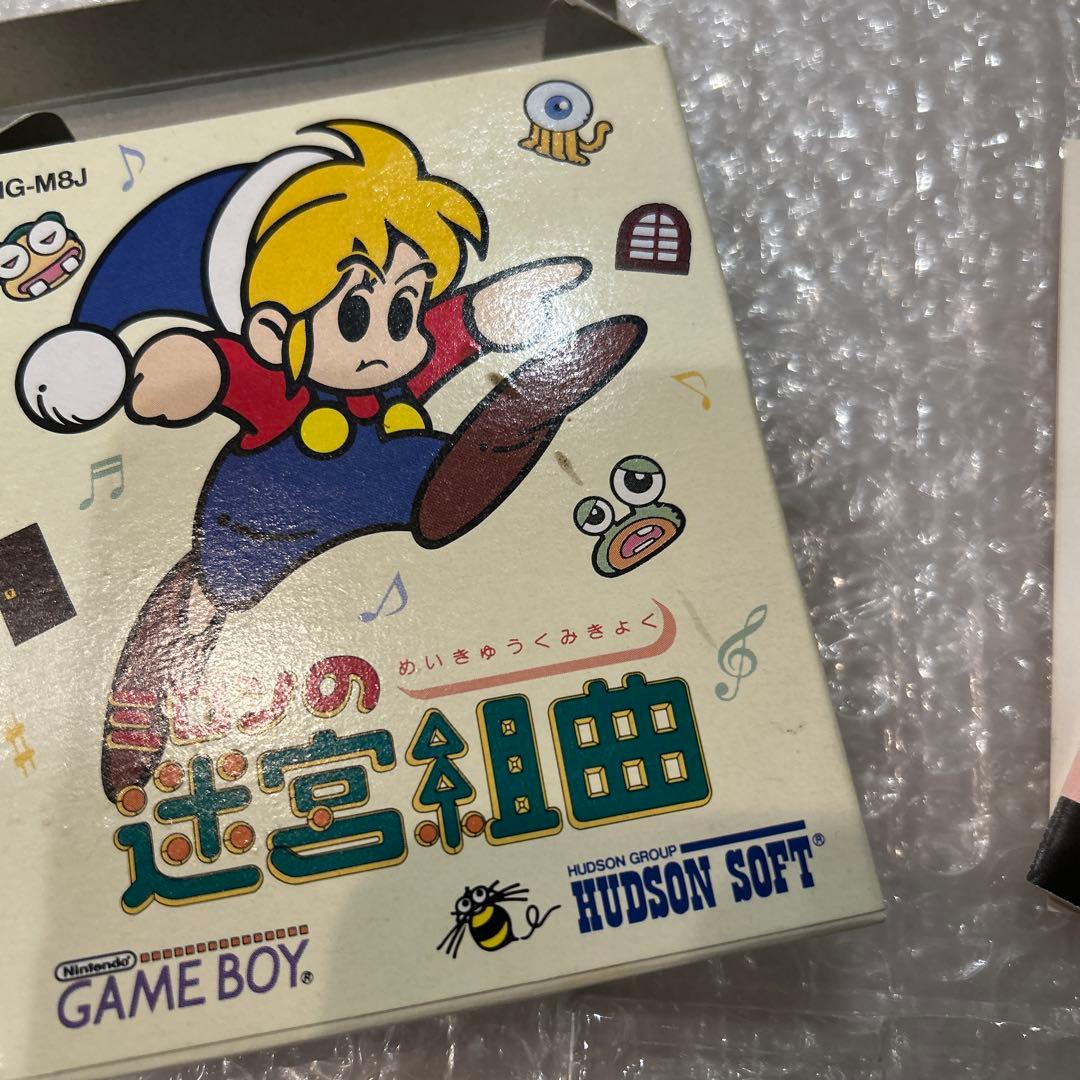 MG-M8J
めいきゅうくみきょく
ミロンの
迷宮組曲
HUDSON GROUP
HUDSON SOFT®
Nintendo
GAME BOY®